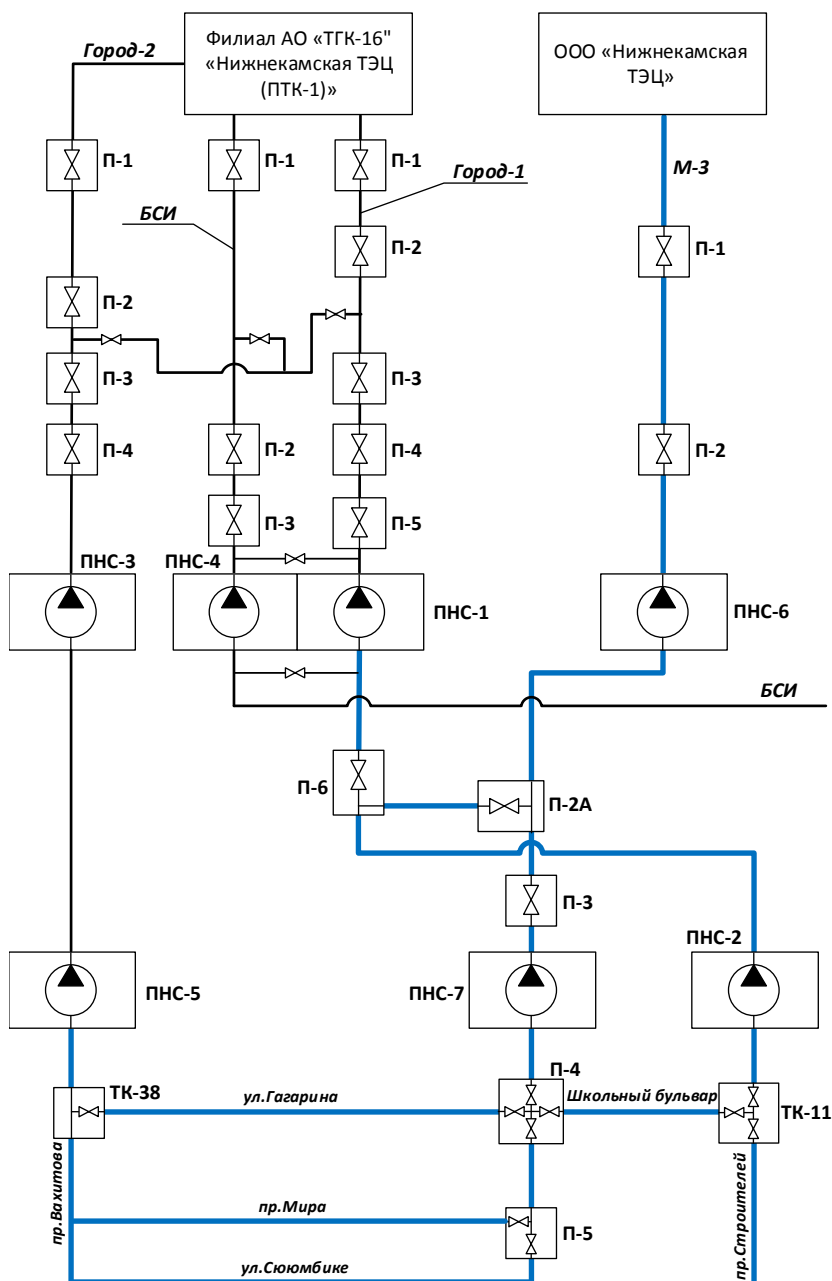 Город-2
Филиал АО «ТГК-16"
«Нижнекамская ТЭЦ
(ПТК-1)»
ООО «Нижнекамская
ТЭЦ»
П-1
П-1
П-1
М-3
Город-1
БСИ
П-2
П-1
П-2
П-3
П-3
П-4
П-2
П-4
П-2
П-3
П-5
ПНС-3
ПНС-4
ПНС-1
ПНС-6
БСИ
П-6
П-2А
П-3
ПНС-2
ПНС-5
ПНС-7
П-4
ТК-38
ул.Гагарина
Школьный бульвар
ТК-11
пр.Вахитова
пр.Мира
П-5
пр.Строителей
ул.Сююмбике